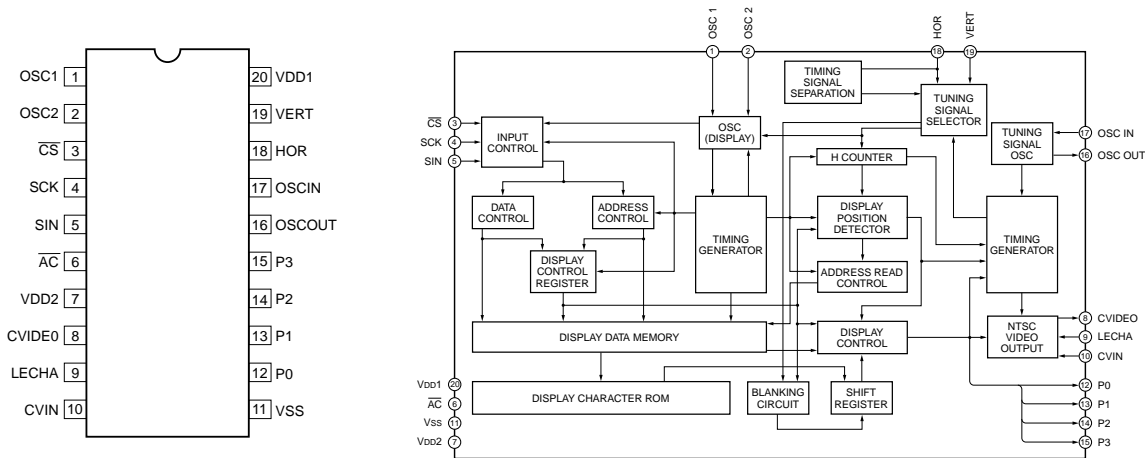 OSC1 1
OSC2 2
CS 3
SCK 4
SIN 5
AC 6
VDD2 7
CVIDE0 8
LECHA 9
CVIN 10
20 VDD1
19 VERT
18 HOR
17 OSCIN
16 OSCOUT
15 P3
14 P2
13 P1
12 P0
11 VSS
OSC 1
OSC 2
HOR
VERT
1
2
18
19
TIMING
SIGNAL
SEPARATION
TUNING
SIGNAL
SELECTOR
CS 3
SCK 4
SIN 5
INPUT
CONTROL
OSC
(DISPLAY)
TUNING
SIGNAL
OSC
17 OSC IN
16 OSC OUT
H COUNTER
DATA
CONTROL
ADDRESS
CONTROL
TIMING
GENERATOR
DISPLAY
POSITION
DETECTOR
TIMING
GENERATOR
DISPLAY
CONTROL
REGISTER
ADDRESS READ
CONTROL
DISPLAY DATA MEMORY
DISPLAY
CONTROL
NTSC
VIDEO
OUTPUT
8 CVIDEO
9 LECHA
10 CVIN
VDD1 20
AC 6
VSS 11
VDD2 7
DISPLAY CHARACTER ROM
BLANKING
CIRCUIT
SHIFT
REGISTER
12 P0
13 P1
14 P2
15 P3